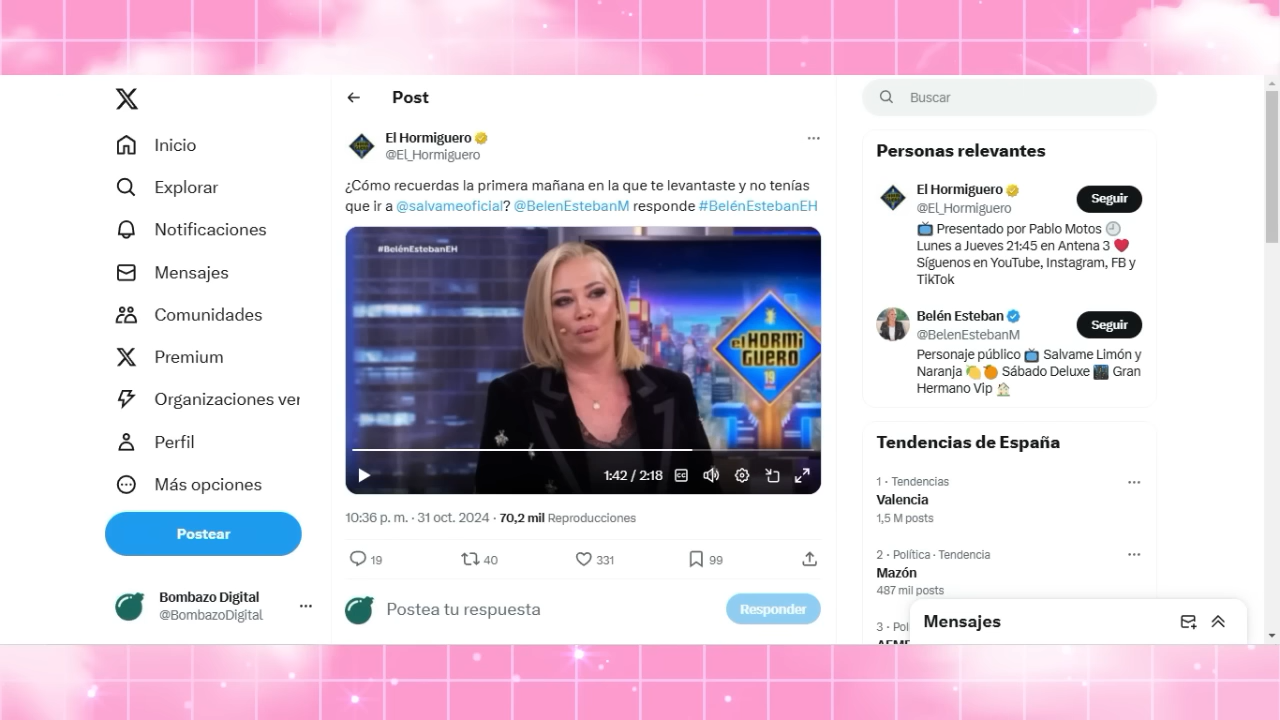 Inicio
Explorar
Notificaciones
Mensajes
Comunidades
Premium
Organizaciones ver
Perfil
Más opciones
Postear
Bombazo Digital
@BombazoDigital
Post
El Hormiguero
@El_Hormiguero
¿Cómo recuerdas la primera mañana en la que te levantaste y no tenías
que ir a @salvameoficial? @BelenEstebanM responde #BelénEstebanEH
#BelénEstebanEH
el HORMI
GUERO
19
1:42 / 2:18
CC
10:36 p. m. · 31 oct. 2024 · 70,2 mil Reproducciones
19 40 331 99
Postea tu respuesta
Responder
Buscar
Personas relevantes
El Hormiguero
@El_Hormiguero
Seguir
📺 Presentado por Pablo Motos 🕘
Lunes a Jueves 21:45 en Antena 3 ❤️
Síguenos en YouTube, Instagram, FB y
TikTok
Belén Esteban
@BelenEstebanM
Seguir
Personaje público 📺 Salvame Limón y
Naranja 🍋🍊 Sábado Deluxe 🌃 Gran
Hermano Vip 🏠
Tendencias de España
1 · Tendencias
Valencia
1,5 M posts
2 · Política · Tendencia
Mazón
487 mil posts
3 · Pol
Mensajes